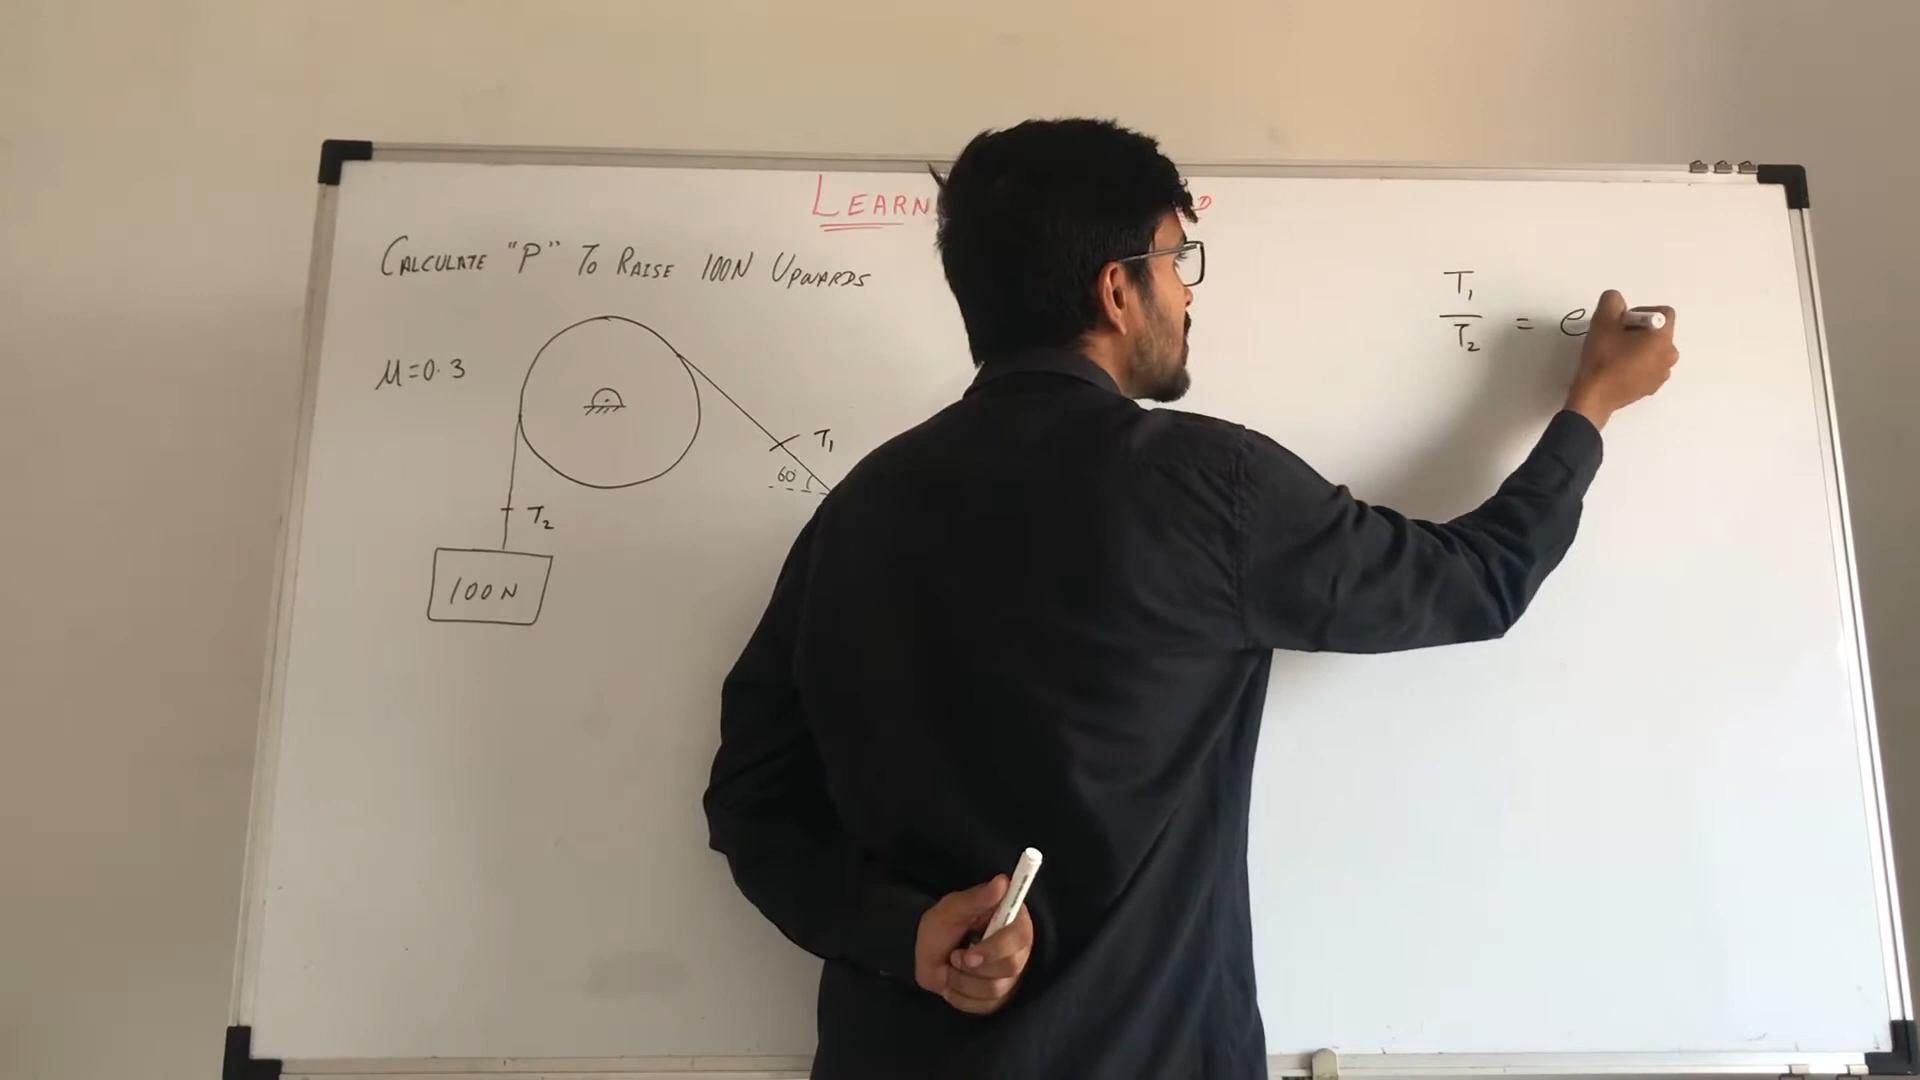 LEARN
CALCULATE "P" TO RAISE 100N UPWARDS
μ=0.3
T₁
60°
T₂
100N
T₁
T₂
= e